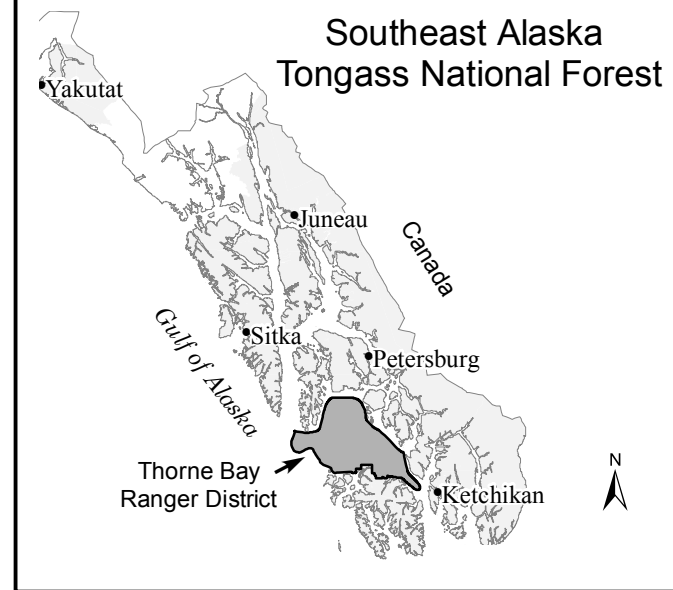 Southeast Alaska
Tongass National Forest
Yakutat
Juneau
Canada
Gulf of Alaska
Sitka
Petersburg
Thorne Bay
Ranger District
Ketchikan
N